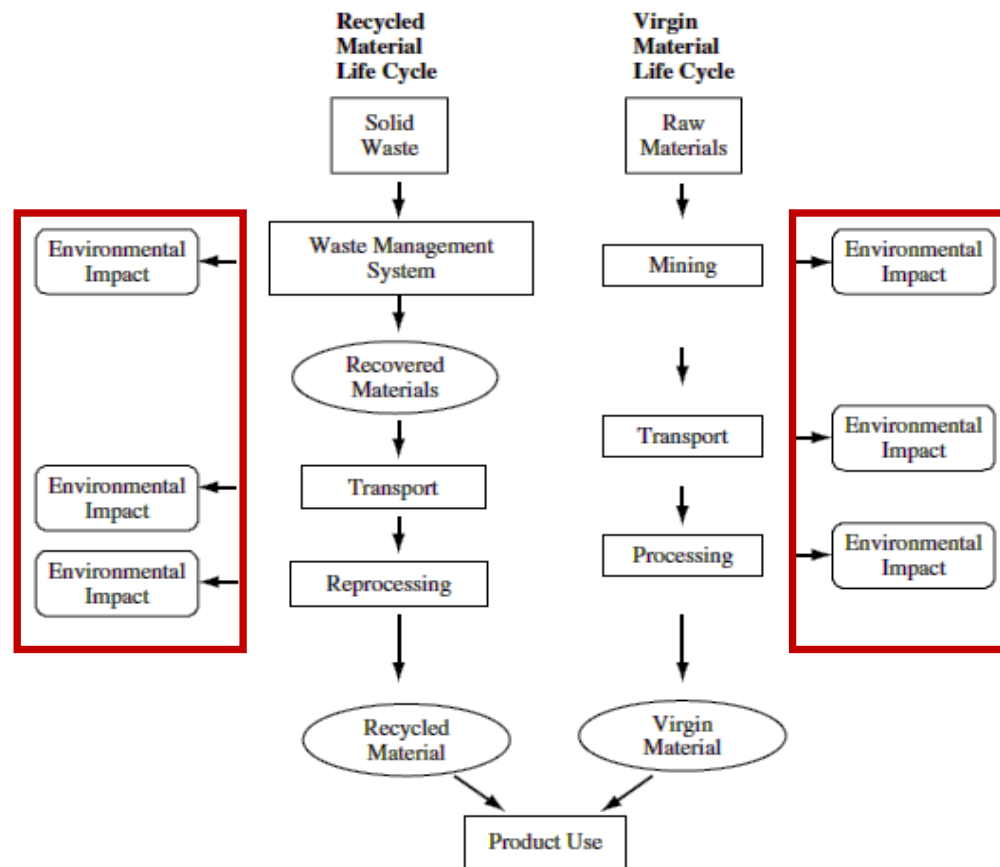 Recycled
Material
Life Cycle
Virgin
Material
Life Cycle
Solid
Waste
Raw
Materials
Environmental
Impact
Waste Management
System
Mining
Environmental
Impact
Recovered
Materials
Transport
Environmental
Impact
Environmental
Impact
Transport
Environmental
Impact
Reprocessing
Processing
Environmental
Impact
Recycled
Material
Virgin
Material
Product Use